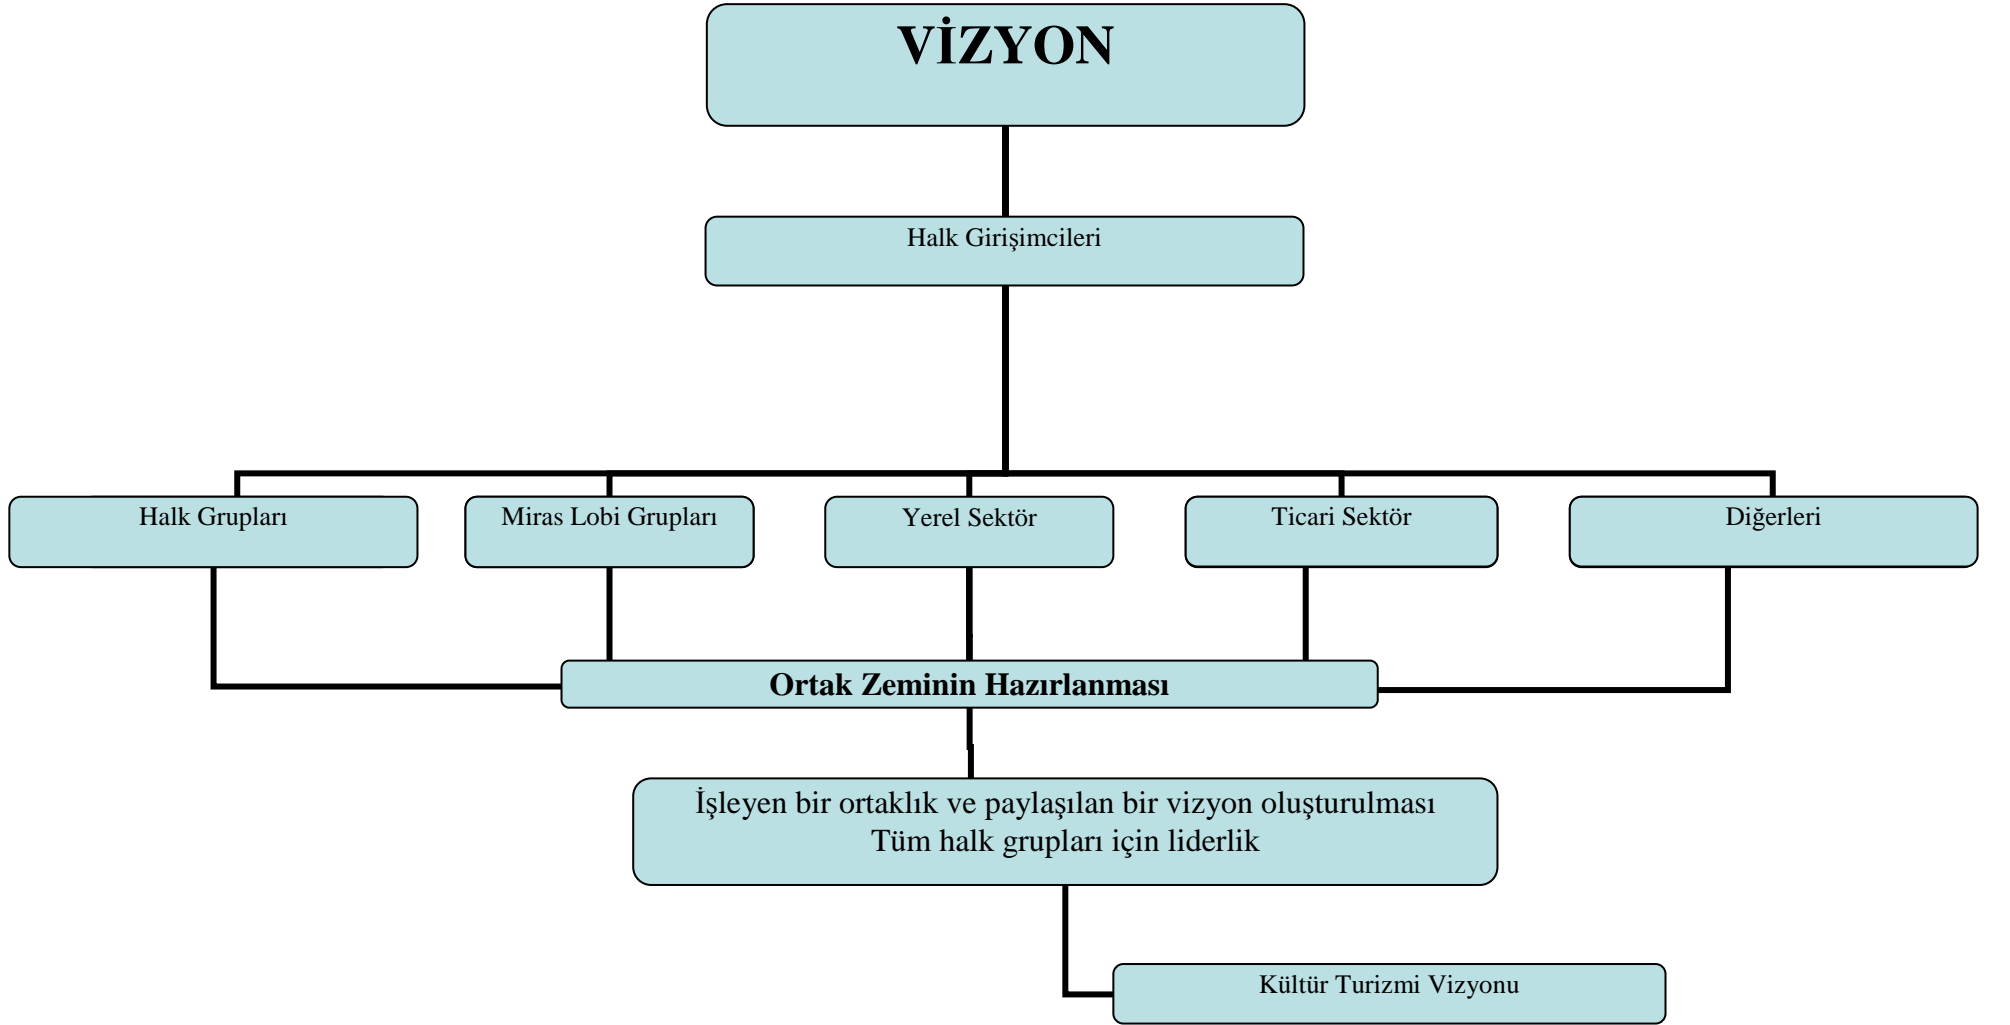 VİZYON
Halk Girişimcileri
Halk Grupları
Miras Lobi Grupları
Yerel Sektör
Ticari Sektör
Diğerleri
Ortak Zeminin Hazırlanması
İşleyen bir ortaklık ve paylaşılan bir vizyon oluşturulması
Tüm halk grupları için liderlik
Kültür Turizmi Vizyonu